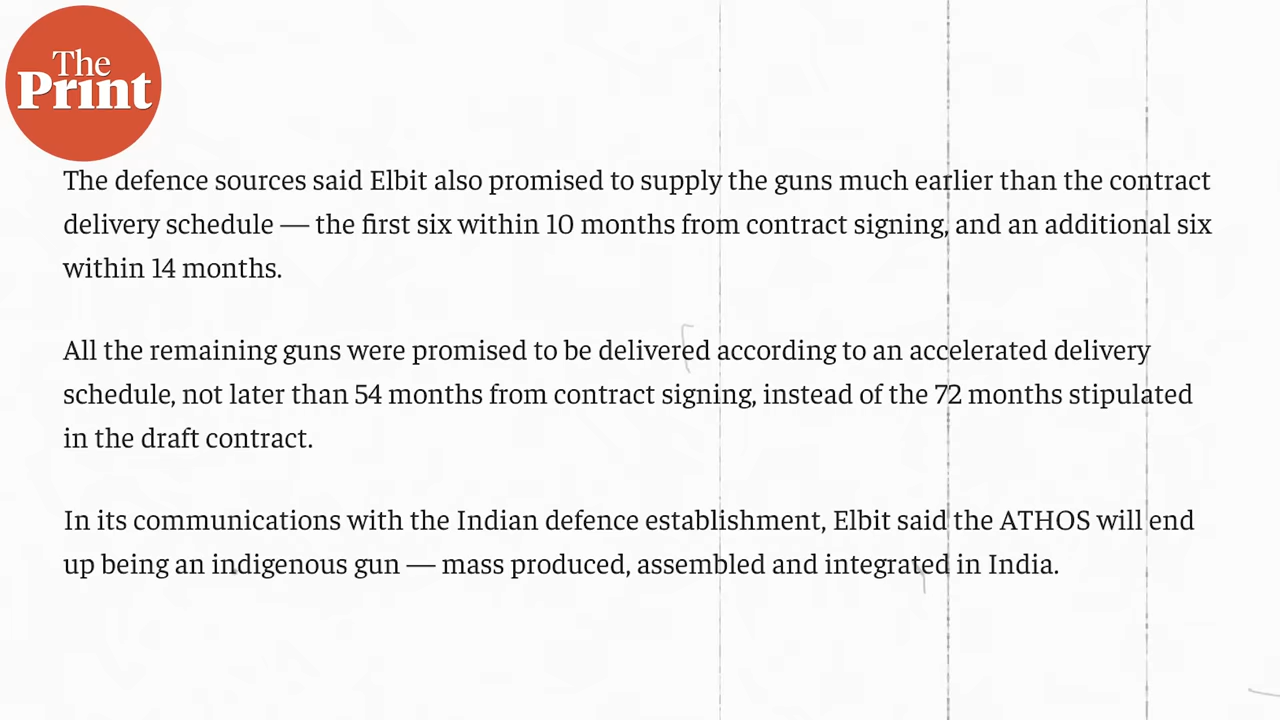 The
Print
The defence sources said Elbit also promised to supply the guns much earlier than the contract
delivery schedule — the first six within 10 months from contract signing, and an additional six
within 14 months.
All the remaining guns were promised to be delivered according to an accelerated delivery
schedule, not later than 54 months from contract signing, instead of the 72 months stipulated
in the draft contract.
In its communications with the Indian defence establishment, Elbit said the ATHOS will end
up being an indigenous gun — mass produced, assembled and integrated in India.